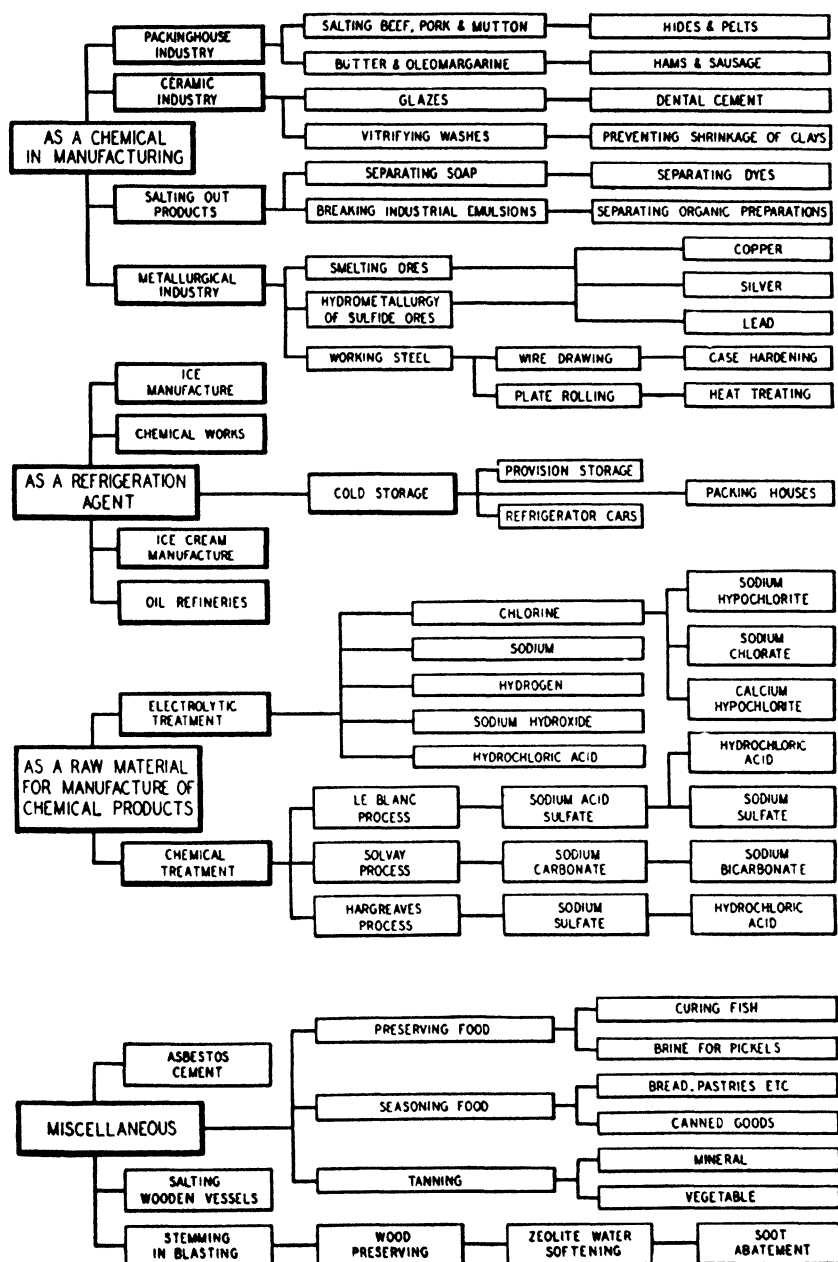 PACKINGHOUSE
INDUSTRY
SALTING BEEF, PORK & MUTTON
HIDES & PELTS
BUTTER & OLEOMARGARINE
HAMS & SAUSAGE
CERAMIC
INDUSTRY
GLAZES
DENTAL CEMENT
AS A CHEMICAL
IN MANUFACTURING
VITRIFYING WASHES
PREVENTING SHRINKAGE OF CLAYS
SALTING OUT
PRODUCTS
SEPARATING SOAP
SEPARATING DYES
BREAKING INDUSTRIAL EMULSIONS
SEPARATING ORGANIC PREPARATIONS
METALLURGICAL
INDUSTRY
SMELTING ORES
COPPER
HYDROMETALLURGY
OF SULFIDE ORES
SILVER
LEAD
WORKING STEEL
WIRE DRAWING
CASE HARDENING
PLATE ROLLING
HEAT TREATING
ICE
MANUFACTURE
CHEMICAL WORKS
AS A REFRIGERATION
AGENT
COLD STORAGE
PROVISION STORAGE
PACKING HOUSES
REFRIGERATOR CARS
ICE CREAM
MANUFACTURE
OIL REFINERIES
CHLORINE
SODIUM
HYPOCHLORITE
SODIUM
SODIUM
CHLORATE
HYDROGEN
CALCIUM
HYPOCHLORITE
ELECTROLYTIC
TREATMENT
SODIUM HYDROXIDE
HYDROCHLORIC ACID
HYDROCHLORIC
ACID
AS A RAW MATERIAL
FOR MANUFACTURE OF
CHEMICAL PRODUCTS
LE BLANC
PROCESS
SODIUM ACID
SULFATE
SODIUM
SULFATE
CHEMICAL
TREATMENT
SOLVAY
PROCESS
SODIUM
CARBONATE
SODIUM
BICARBONATE
HARGREAVES
PROCESS
SODIUM
SULFATE
HYDROCHLORIC
ACID
ASBESTOS
CEMENT
PRESERVING FOOD
CURING FISH
BRINE FOR PICKELS
MISCELLANEOUS
SEASONING FOOD
BREAD, PASTRIES ETC
CANNED GOODS
SALTING
WOODEN VESSELS
TANNING
MINERAL
VEGETABLE
STEMMING
IN BLASTING
WOOD
PRESERVING
ZEOLITE WATER
SOFTENING
SOOT
ABATEMENT